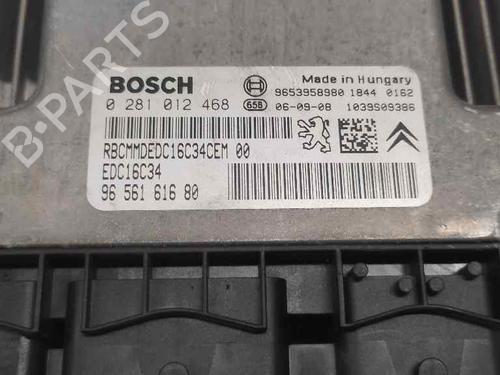 B-PARTS
BOSCH
Made in Hungary
9653958980 1844 0162
0 281 012 468
658 06-09-08 1039S09386
RBCMMDEDC16C34CEM 00
EDC16C34
96 561 616 80